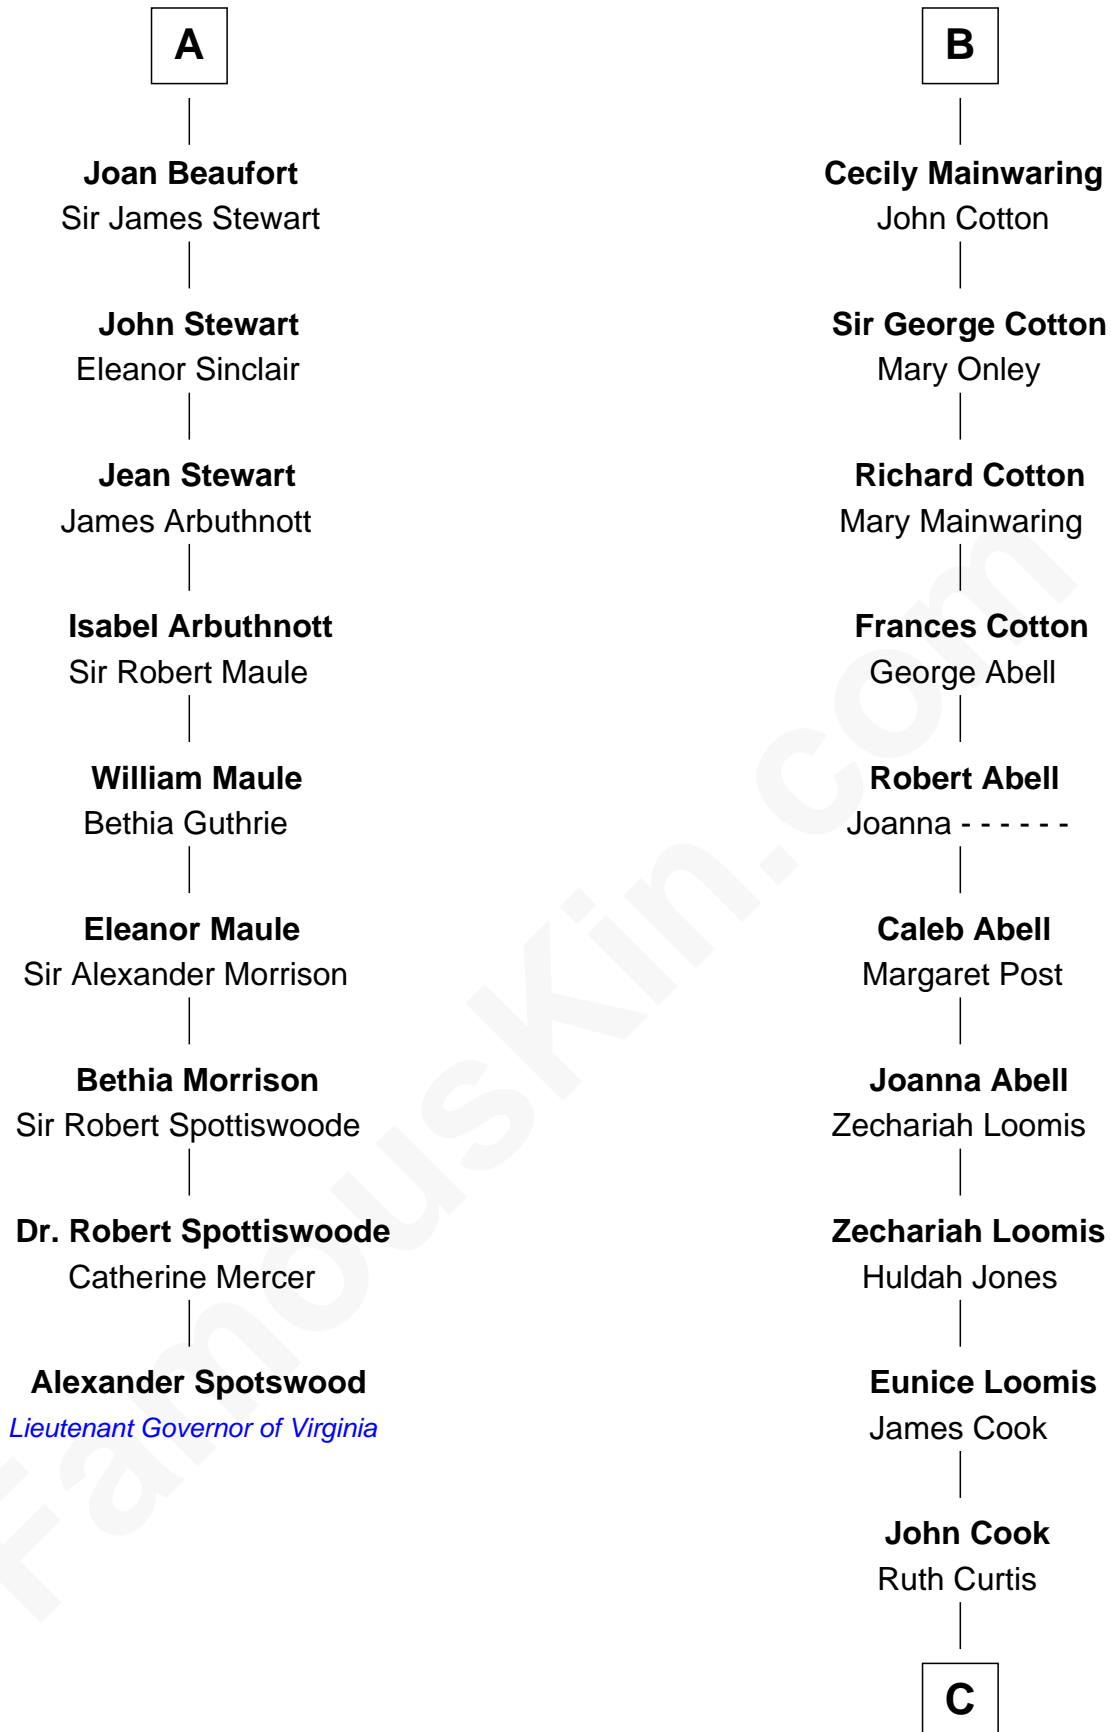 A
Joan Beaufort
Sir James Stewart
John Stewart
Eleanor Sinclair
Jean Stewart
James Arbuthnott
Isabel Arbuthnott
Sir Robert Maule
William Maule
Bethia Guthrie
Eleanor Maule
Sir Alexander Morrison
Bethia Morrison
Sir Robert Spottiswoode
Dr. Robert Spottiswoode
Catherine Mercer
Alexander Spotswood
Lieutenant Governor of Virginia
B
Cecily Mainwaring
John Cotton
Sir George Cotton
Mary Onley
Richard Cotton
Mary Mainwaring
Frances Cotton
George Abell
Robert Abell
Joanna - - - - - -
Caleb Abell
Margaret Post
Joanna Abell
Zechariah Loomis
Zechariah Loomis
Huldah Jones
Eunice Loomis
James Cook
John Cook
Ruth Curtis
C
FamousKin.com